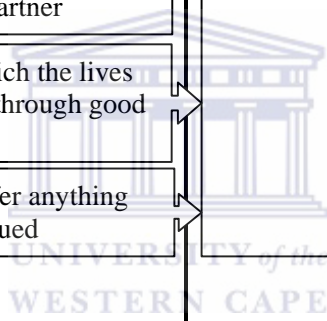 artner
ich the lives
through good
er anything
ued
UNIVERSITY of the
WESTERN CAPE